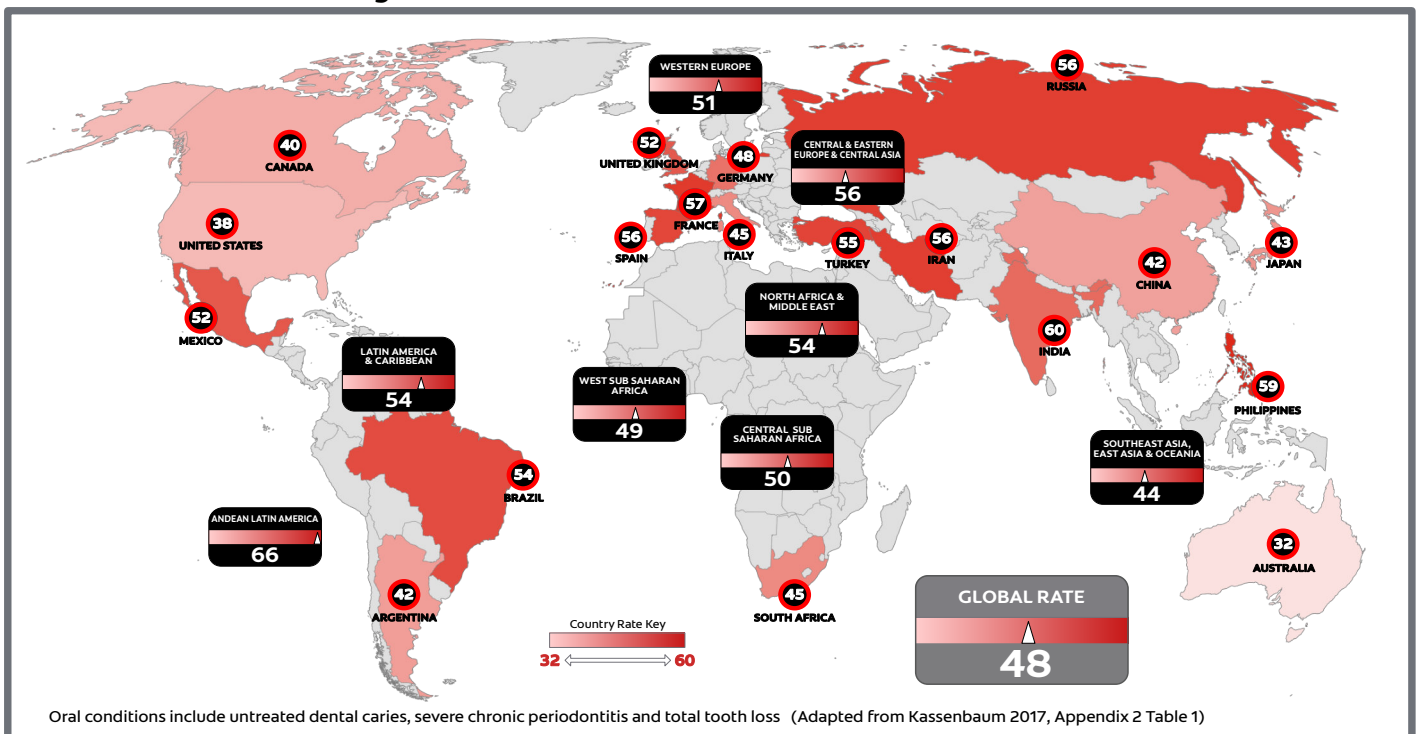 WESTERN EUROPE
51
56
RUSSIA
40
CANADA
52
UNITED KINGDOM
48
GERMANY
CENTRAL & EASTERN
EUROPE & CENTRAL ASIA
56
38
UNITED STATES
57
FRANCE
56
SPAIN
45
ITALY
55
TURKEY
56
IRAN
42
CHINA
43
JAPAN
52
MEXICO
NORTH AFRICA &
MIDDLE EAST
54
60
INDIA
LATIN AMERICA
& CARIBBEAN
54
WEST SUB SAHARAN
AFRICA
49
59
PHILIPPINES
CENTRAL SUB
SAHARAN AFRICA
50
SOUTHEAST ASIA,
EAST ASIA & OCEANIA
44
54
BRAZIL
ANDEAN LATIN AMERICA
66
32
AUSTRALIA
42
ARGENTINA
45
SOUTH AFRICA
Country Rate Key
32 60
GLOBAL RATE
48
Oral conditions include untreated dental caries, severe chronic periodontitis and total tooth loss (Adapted from Kassenbaum 2017, Appendix 2 Table 1)